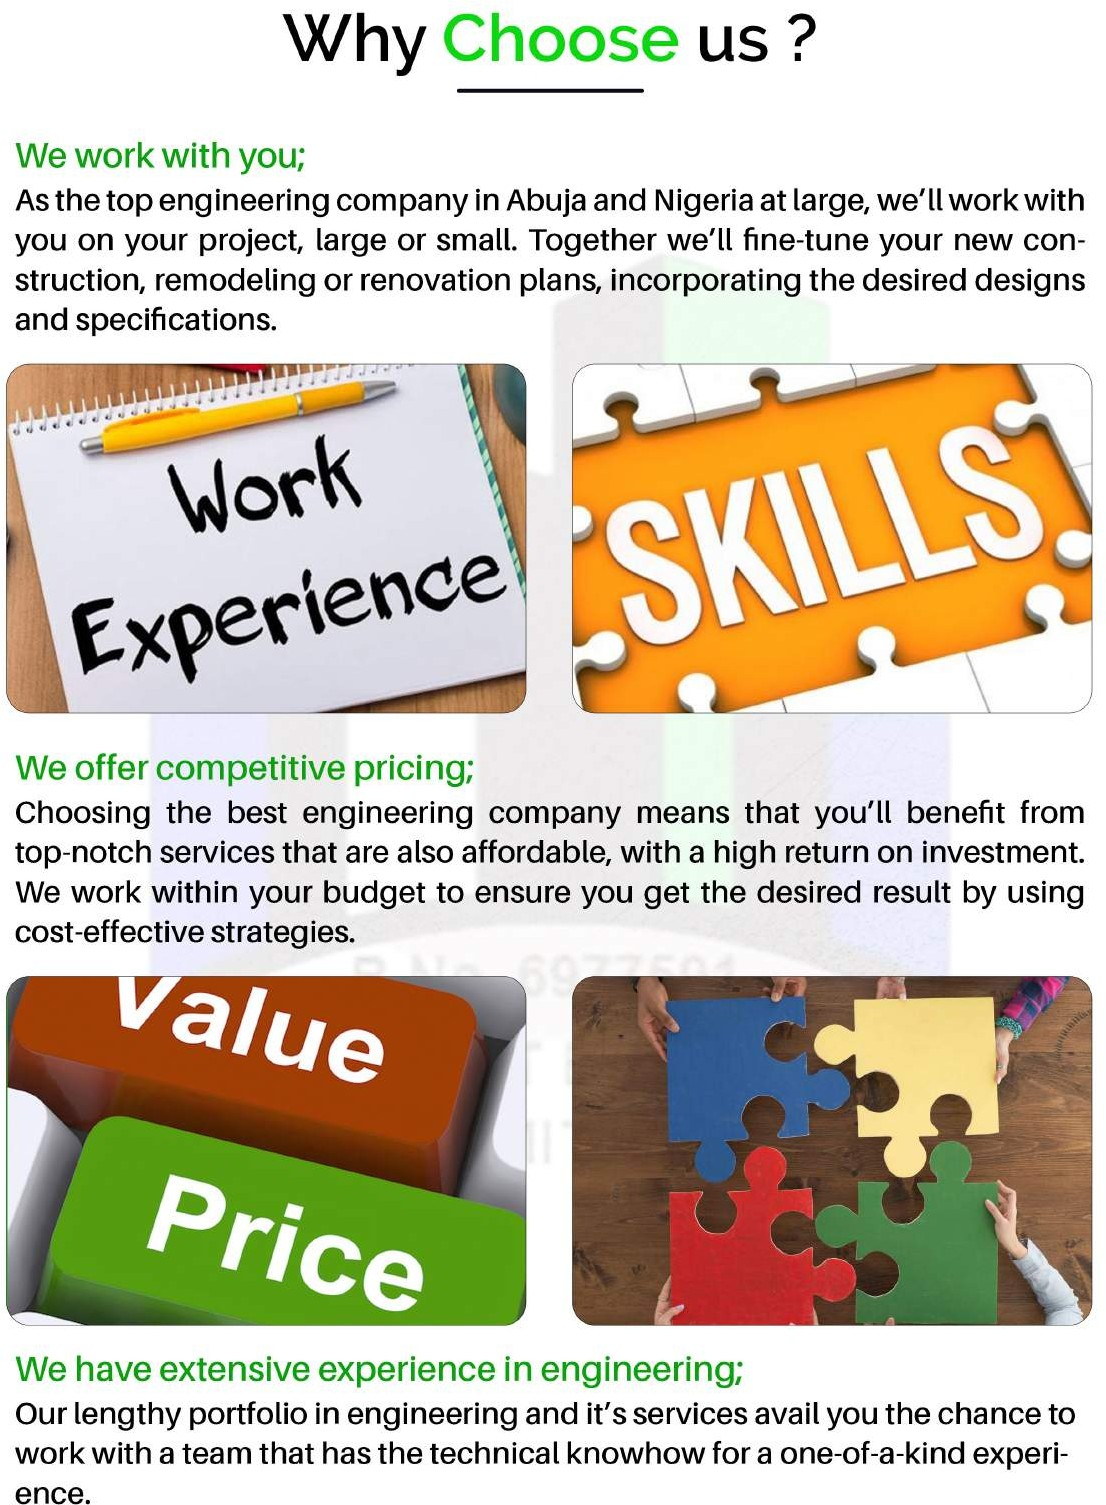 Why Choose us ?
We work with you;
As the top engineering company in Abuja and Nigeria at large, we’ll work with
you on your project, large or small. Together we’ll fine-tune your new con-
struction, remodeling or renovation plans, incorporating the desired designs
and specifications.
Work
Experience
SKILLS
We offer competitive pricing;
Choosing the best engineering company means that you’ll benefit from
top-notch services that are also affordable, with a high return on investment.
We work within your budget to ensure you get the desired result by using
cost-effective strategies.
Value
Price
We have extensive experience in engineering;
Our lengthy portfolio in engineering and it’s services avail you the chance to
work with a team that has the technical knowhow for a one-of-a-kind experi-
ence.